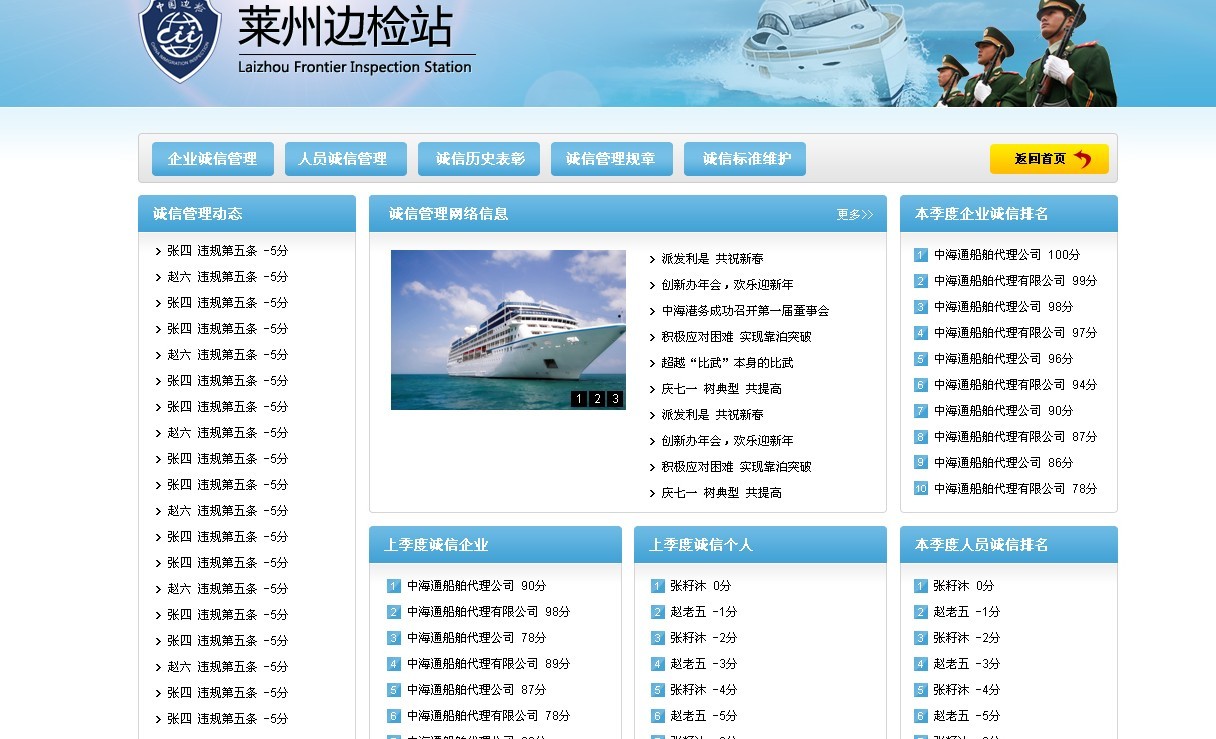 中国边检
CHINA IMMIGRATION INSPECTION
莱州边检站
Laizhou Frontier Inspection Station
企业诚信管理
人员诚信管理
诚信历史表彰
诚信管理规章
诚信标准维护
返回首页
诚信管理动态
张四 违规第五条 -5分
赵六 违规第五条 -5分
张四 违规第五条 -5分
张四 违规第五条 -5分
赵六 违规第五条 -5分
张四 违规第五条 -5分
张四 违规第五条 -5分
赵六 违规第五条 -5分
张四 违规第五条 -5分
张四 违规第五条 -5分
赵六 违规第五条 -5分
张四 违规第五条 -5分
张四 违规第五条 -5分
赵六 违规第五条 -5分
张四 违规第五条 -5分
张四 违规第五条 -5分
赵六 违规第五条 -5分
张四 违规第五条 -5分
张四 违规第五条 -5分
诚信管理网络信息
更多>>
1 2 3
派发利是 共祝新春
创新办年会，欢乐迎新年
中海港务成功召开第一届董事会
积极应对困难 实现靠泊突破
超越“比武”本身的比武
庆七一 树典型 共提高
派发利是 共祝新春
创新办年会，欢乐迎新年
积极应对困难 实现靠泊突破
庆七一 树典型 共提高
本季度企业诚信排名
1 中海通船舶代理公司 100分
2 中海通船舶代理有限公司 99分
3 中海通船舶代理公司 98分
4 中海通船舶代理有限公司 97分
5 中海通船舶代理公司 96分
6 中海通船舶代理有限公司 94分
7 中海通船舶代理公司 90分
8 中海通船舶代理有限公司 87分
9 中海通船舶代理公司 86分
10 中海通船舶代理有限公司 78分
上季度诚信企业
1 中海通船舶代理公司 90分
2 中海通船舶代理有限公司 98分
3 中海通船舶代理公司 78分
4 中海通船舶代理有限公司 89分
5 中海通船舶代理公司 87分
6 中海通船舶代理有限公司 78分
上季度诚信个人
1 张籽沐 0分
2 赵老五 -1分
3 张籽沐 -2分
4 赵老五 -3分
5 张籽沐 -4分
6 赵老五 -5分
本季度人员诚信排名
1 张籽沐 0分
2 赵老五 -1分
3 张籽沐 -2分
4 赵老五 -3分
5 张籽沐 -4分
6 赵老五 -5分